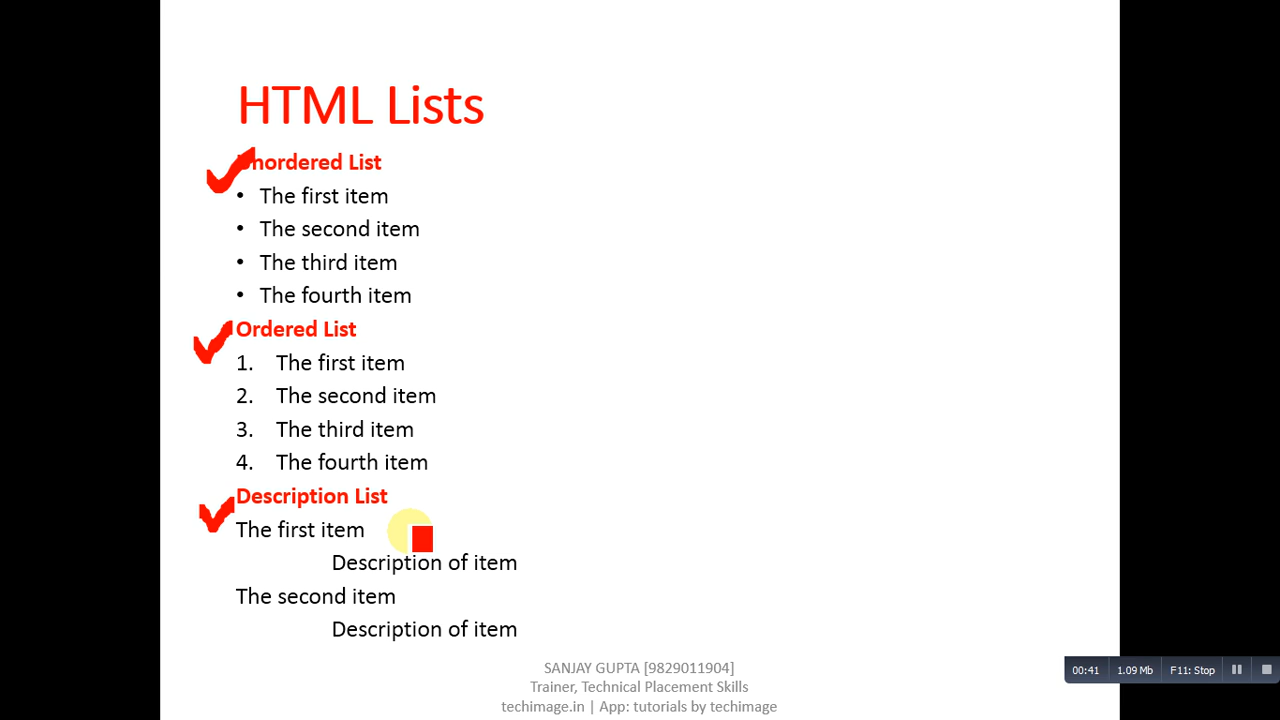 HTML Lists
Unordered List
• The first item
• The second item
• The third item
• The fourth item
Ordered List
1. The first item
2. The second item
3. The third item
4. The fourth item
Description List
The first item
Description of item
The second item
Description of item
SANJAY GUPTA [9829011904]
Trainer, Technical Placement Skills
techimage.in | App: tutorials by techimage
00:41 1.09 Mb F11: Stop